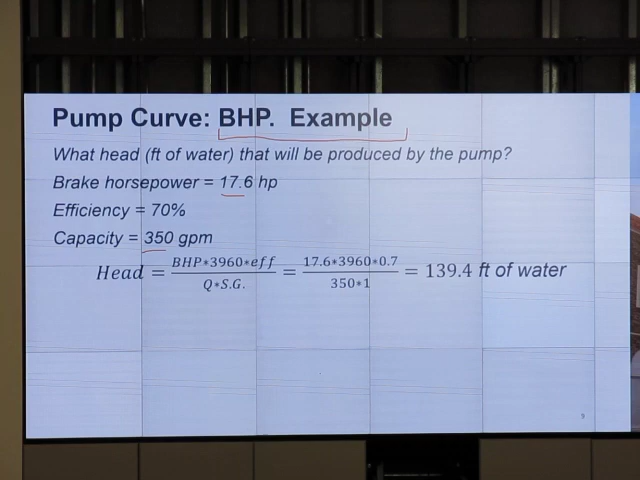 Pump Curve: BHP. Example
What head (ft of water) that will be produced by the pump?
Brake horsepower = 17.6 hp
Efficiency = 70%
Capacity = 350 gpm
Head = BHP*3960*eff / Q*S.G. = 17.6*3960*0.7 / 350*1 = 139.4 ft of water
9